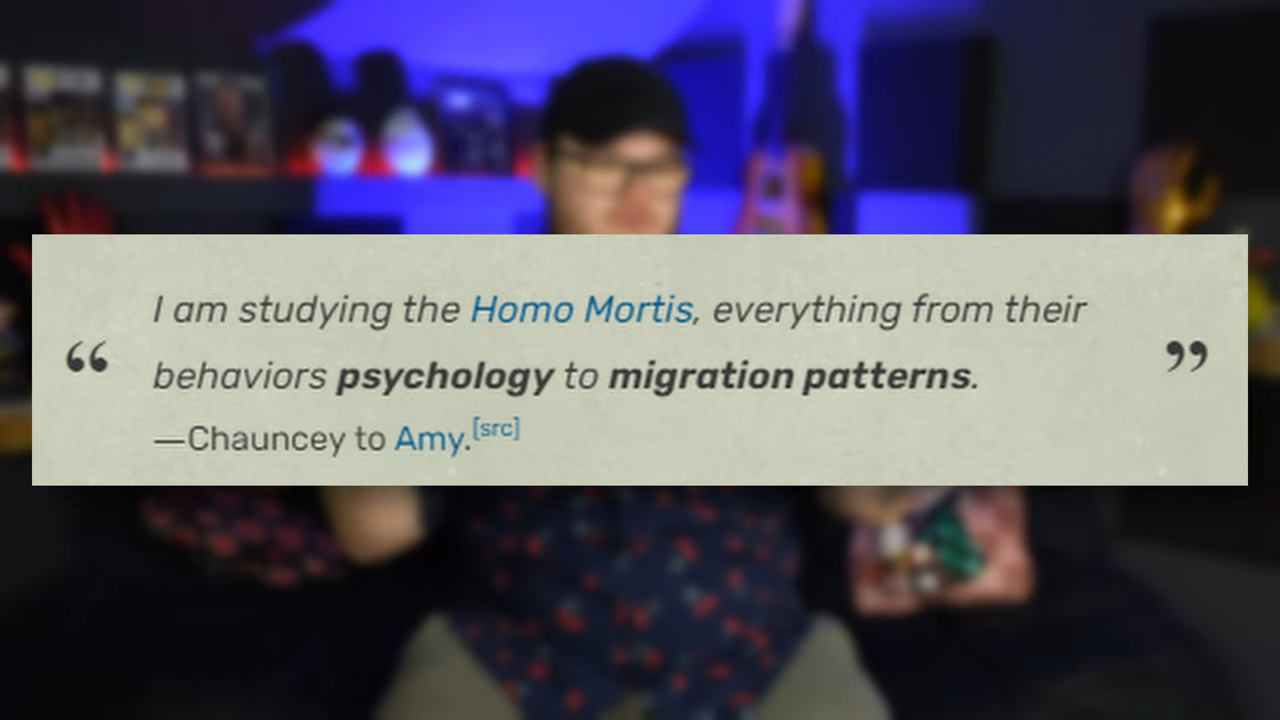 “ I am studying the Homo Mortis, everything from their ”
behaviors psychology to migration patterns.
—Chauncey to Amy.[src]